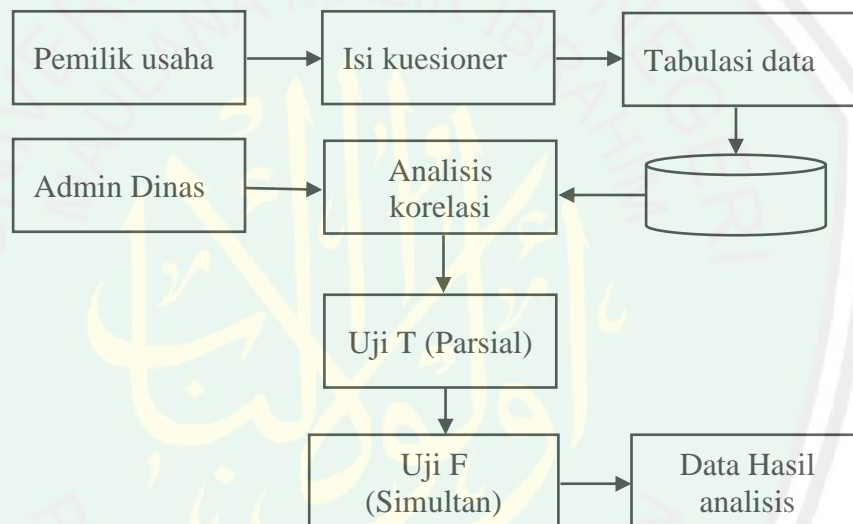 Pemilik usaha
Isi kuesioner
Tabulasi data
Admin Dinas
Analisis
korelasi
Uji T (Parsial)
Uji F
(Simultan)
Data Hasil
analisis